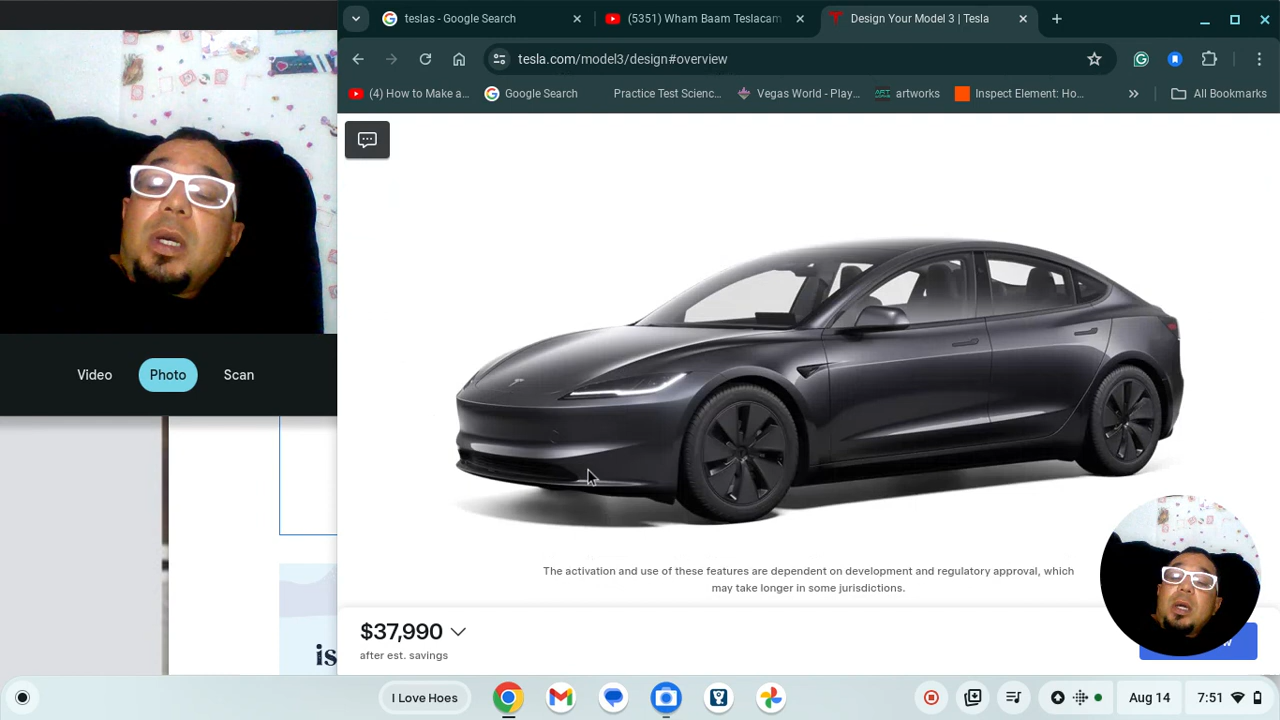 teslas - Google Search
(5351) Wham Baam Teslacam
Design Your Model 3 | Tesla
tesla.com/model3/design#overview
(4) How to Make a...
Google Search
Practice Test Scienc...
Vegas World - Play...
artworks
Inspect Element: Ho...
All Bookmarks
Video
Photo
Scan
The activation and use of these features are dependent on development and regulatory approval, which
may take longer in some jurisdictions.
$37,990
after est. savings
is
I Love Hoes
Aug 14
7:51